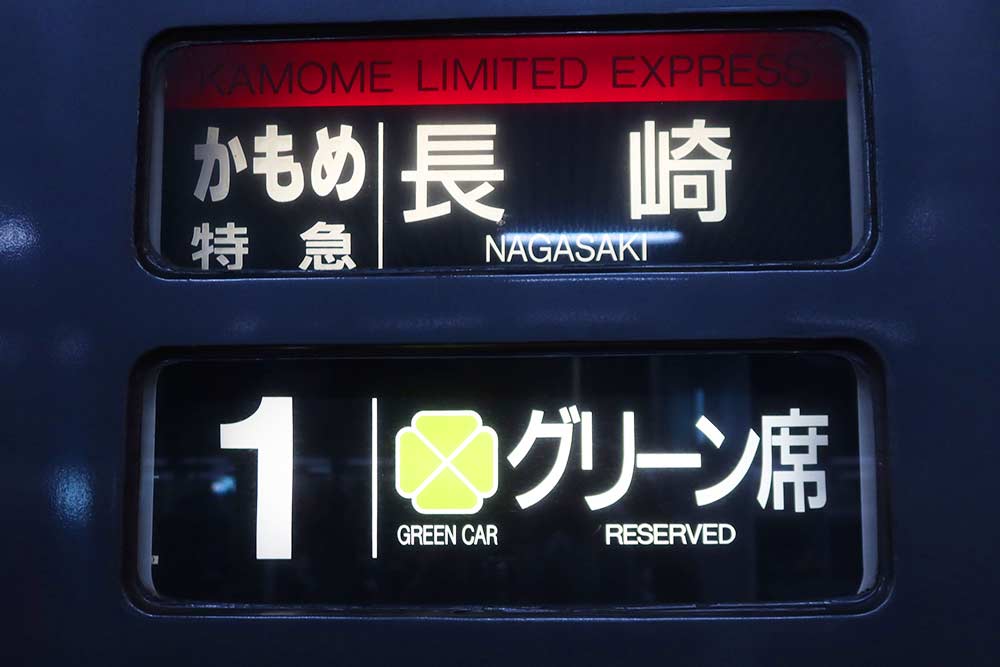 KAMOME LIMITED EXPRESS
かもめ 長崎
特急 NAGASAKI
1 グリーン席
GREEN CAR RESERVED